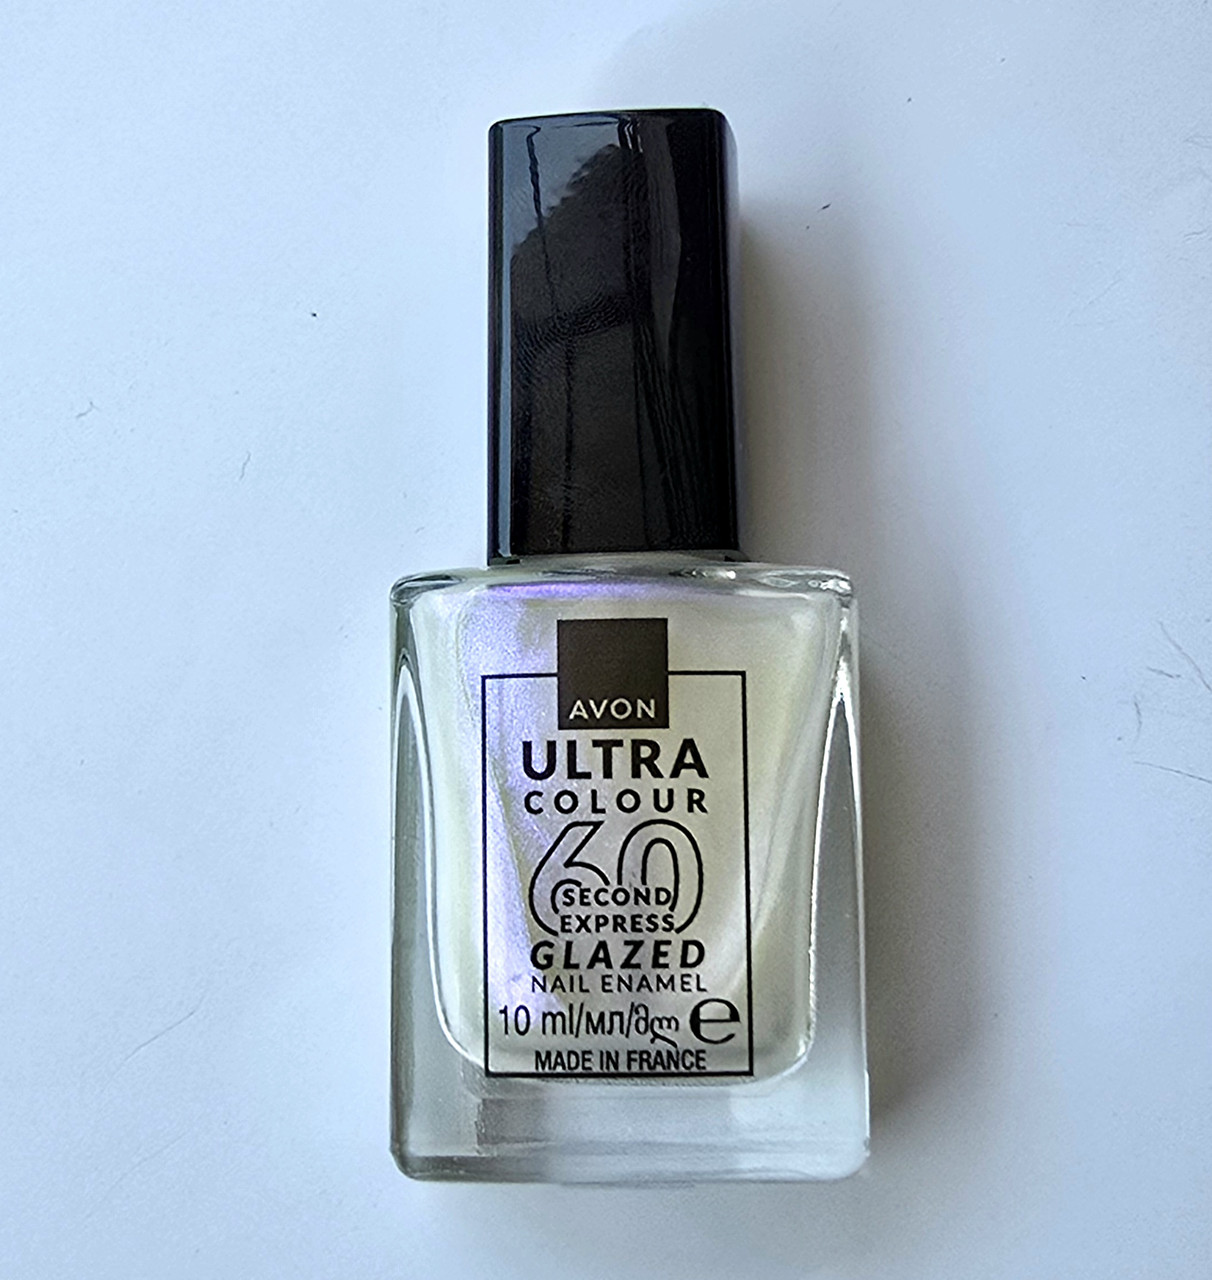 AVON
ULTRA
COLOUR
60
SECOND
EXPRESS
GLAZED
NAIL ENAMEL
10 ml/мл/მლ ℮
MADE IN FRANCE